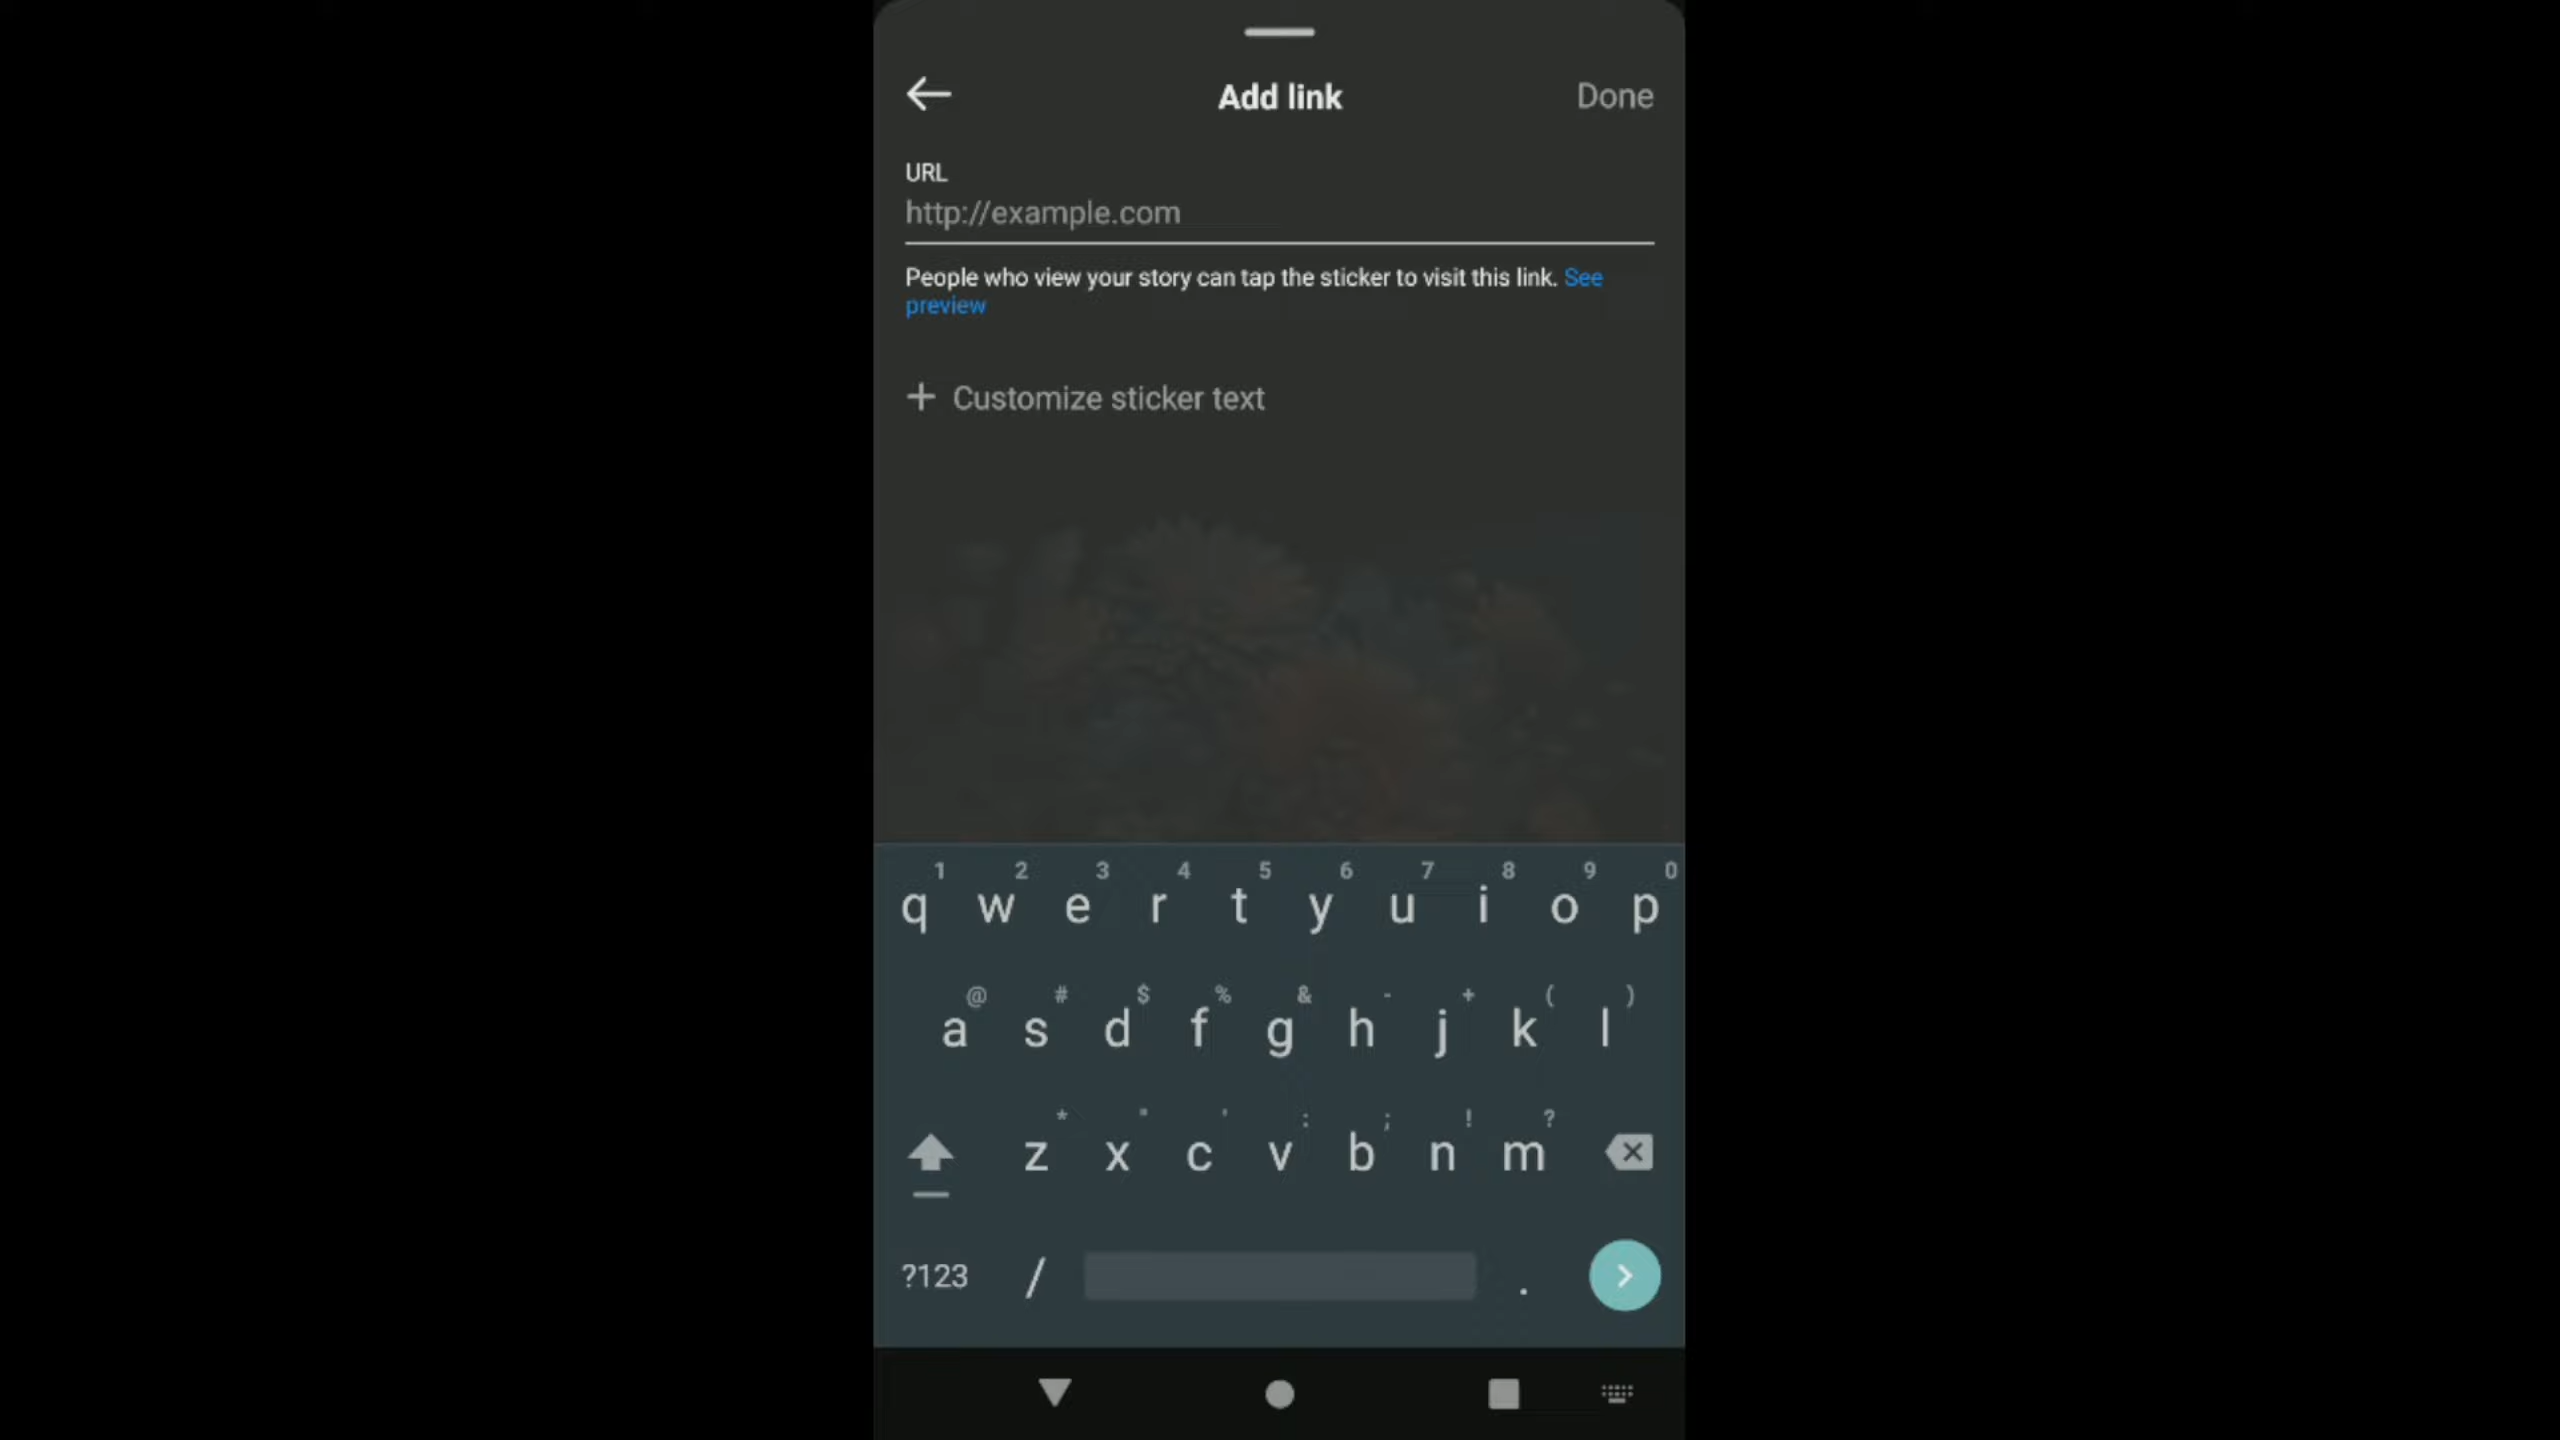 Add link
Done
URL
http://example.com
People who view your story can tap the sticker to visit this link. See
preview
+ Customize sticker text
1 2 3 4 5 6 7 8 9 0
q w e r t y u i o p
@ # $ % & - + ( )
a s d f g h j k l
* " ' : ; ! ?
z x c v b n m
?123 / .